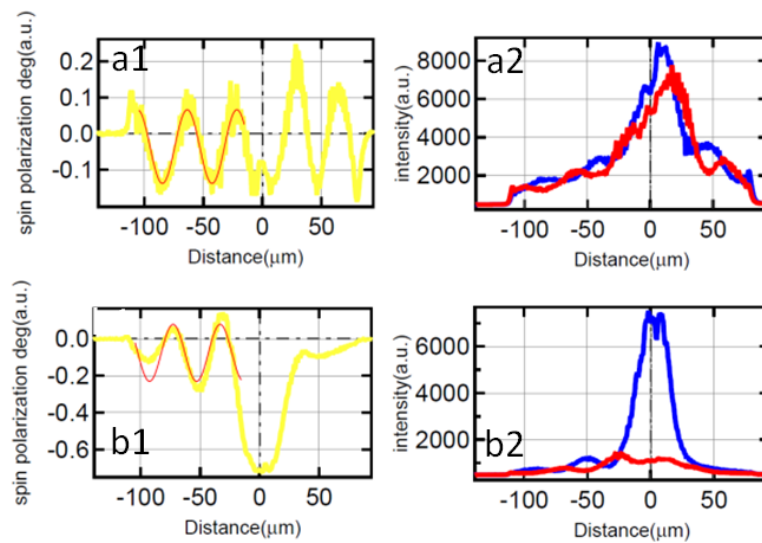 a1
spin polarization deg(a.u.)
0.2
0.1
0.0
-0.1
-100 -50 0 50
Distance(μm)
a2
intensity(a.u.)
8000
6000
4000
2000
-100 -50 0 50
Distance(μm)
b1
spin polarization deg(a.u.)
0.0
-0.2
-0.4
-0.6
-100 -50 0 50
Distance(μm)
b2
intensity(a.u.)
6000
4000
2000
-100 -50 0 50
Distance(μm)